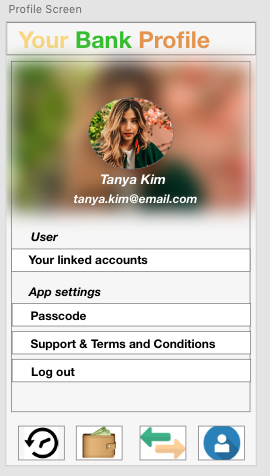 Profile Screen
Your Bank Profile
Tanya Kim
tanya.kim@email.com
User
Your linked accounts
App settings
Passcode
Support & Terms and Conditions
Log out